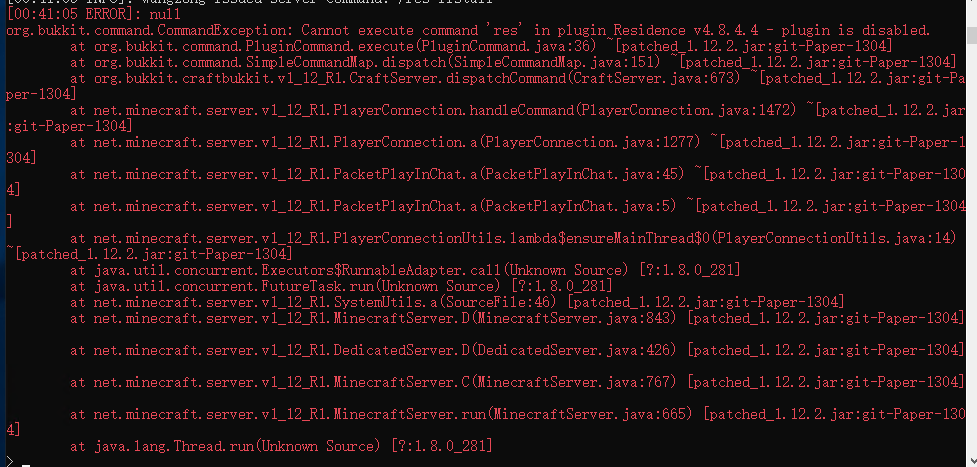 [00:41:05 ERROR]: null
org.bukkit.command.CommandException: Cannot execute command 'res' in plugin Residence v4.8.4.4 - plugin is disabled.
at org.bukkit.command.PluginCommand.execute(PluginCommand.java:36) ~[patched_1.12.2.jar:git-Paper-1304]
at org.bukkit.command.SimpleCommandMap.dispatch(SimpleCommandMap.java:151) ~[patched_1.12.2.jar:git-Paper-1304]
at org.bukkit.craftbukkit.v1_12_R1.CraftServer.dispatchCommand(CraftServer.java:673) ~[patched_1.12.2.jar:git-Pa
per-1304]
at net.minecraft.server.v1_12_R1.PlayerConnection.handleCommand(PlayerConnection.java:1472) ~[patched_1.12.2.jar
:git-Paper-1304]
at net.minecraft.server.v1_12_R1.PlayerConnection.a(PlayerConnection.java:1277) ~[patched_1.12.2.jar:git-Paper-1
304]
at net.minecraft.server.v1_12_R1.PacketPlayInChat.a(PacketPlayInChat.java:45) ~[patched_1.12.2.jar:git-Paper-130
4]
at net.minecraft.server.v1_12_R1.PacketPlayInChat.a(PacketPlayInChat.java:5) ~[patched_1.12.2.jar:git-Paper-1304
]
at net.minecraft.server.v1_12_R1.PlayerConnectionUtils.lambda$ensureMainThread$0(PlayerConnectionUtils.java:14)
~[patched_1.12.2.jar:git-Paper-1304]
at java.util.concurrent.Executors$RunnableAdapter.call(Unknown Source) [?:1.8.0_281]
at java.util.concurrent.FutureTask.run(Unknown Source) [?:1.8.0_281]
at net.minecraft.server.v1_12_R1.SystemUtils.a(SourceFile:46) [patched_1.12.2.jar:git-Paper-1304]
at net.minecraft.server.v1_12_R1.MinecraftServer.D(MinecraftServer.java:843) [patched_1.12.2.jar:git-Paper-1304]
at net.minecraft.server.v1_12_R1.DedicatedServer.D(DedicatedServer.java:426) [patched_1.12.2.jar:git-Paper-1304]
at net.minecraft.server.v1_12_R1.MinecraftServer.C(MinecraftServer.java:767) [patched_1.12.2.jar:git-Paper-1304]
at net.minecraft.server.v1_12_R1.MinecraftServer.run(MinecraftServer.java:665) [patched_1.12.2.jar:git-Paper-130
4]
at java.lang.Thread.run(Unknown Source) [?:1.8.0_281]
>